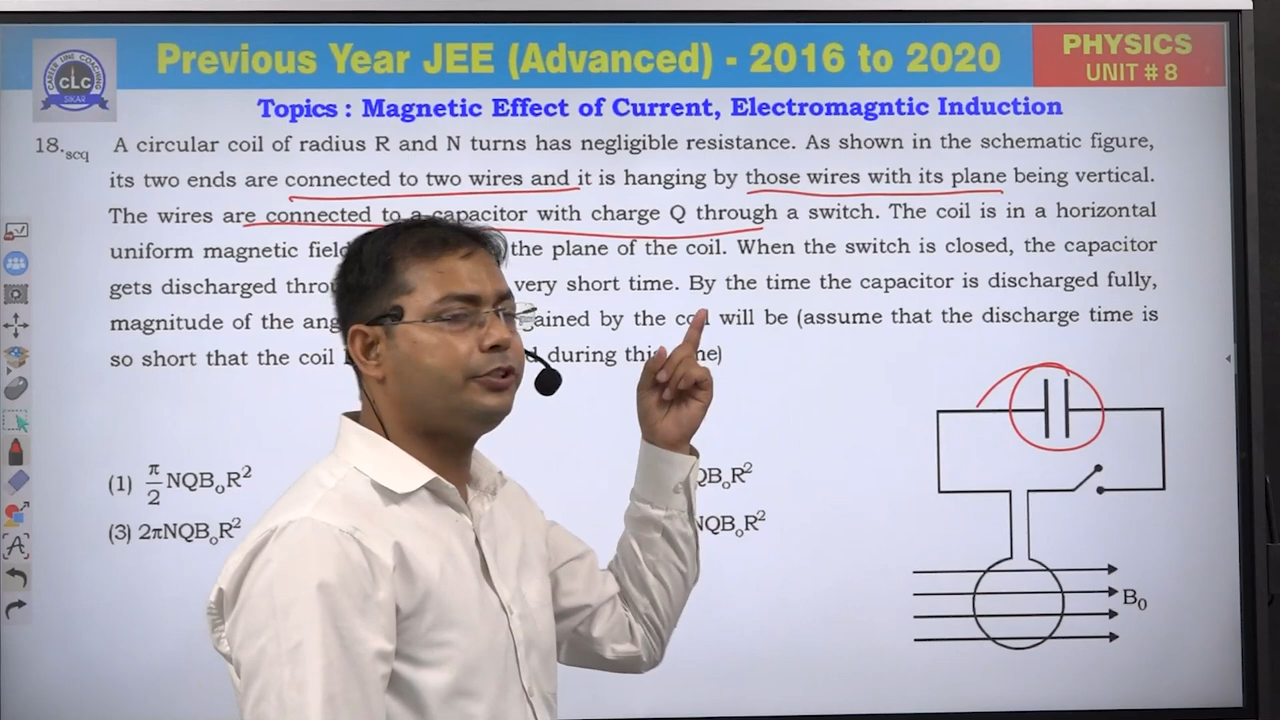 CAREER LINE COACHING
CLC
SIKAR
Previous Year JEE (Advanced) - 2016 to 2020
PHYSICS
UNIT # 8
Topics : Magnetic Effect of Current, Electromagntic Induction
18.scq A circular coil of radius R and N turns has negligible resistance. As shown in the schematic figure,
its two ends are connected to two wires and it is hanging by those wires with its plane being vertical.
The wires are connected to a capacitor with charge Q through a switch. The coil is in a horizontal
uniform magnetic the plane of the coil. When the switch is closed, the capacitor
gets discharged very short time. By the time the capacitor is discharged fully,
magnitude of the gained by the coil will be (assume that the discharge time is
so short that the coil during this
(1) π/2 NQB₀R²
QB₀R²
(3) 2πNQB₀R²
NQB₀R²
B₀